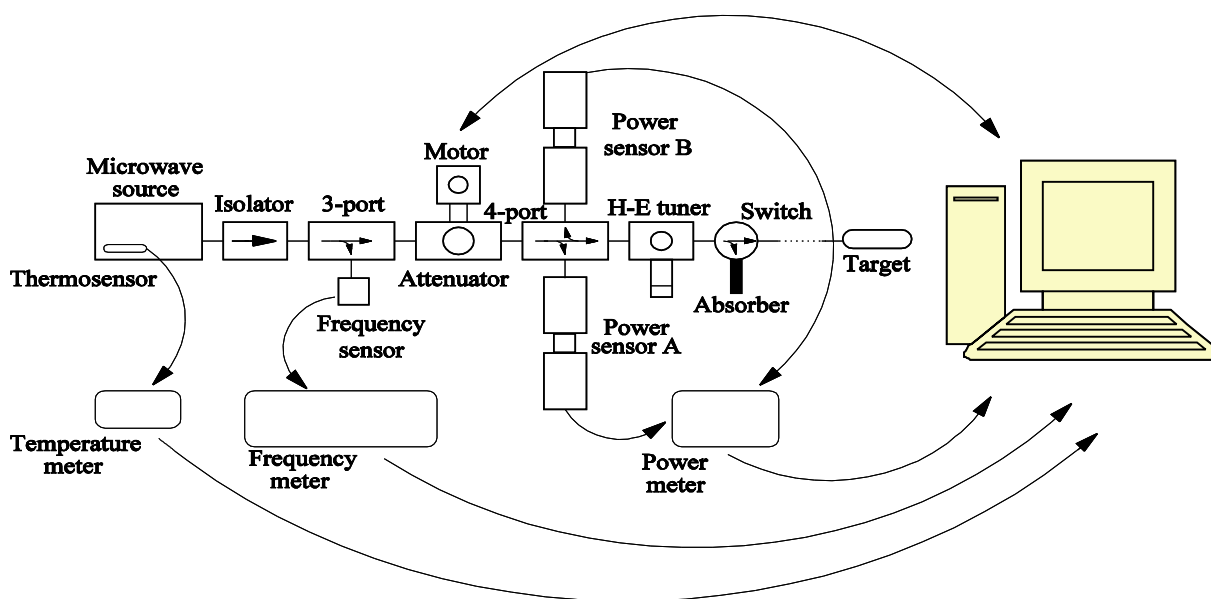 Power
sensor B
Motor
Microwave
source
Isolator
3-port
4-port
H-E tuner
Switch
Thermosensor
Attenuator
Target
Absorber
Frequency
sensor
Power
sensor A
Temperature
meter
Frequency
meter
Power
meter